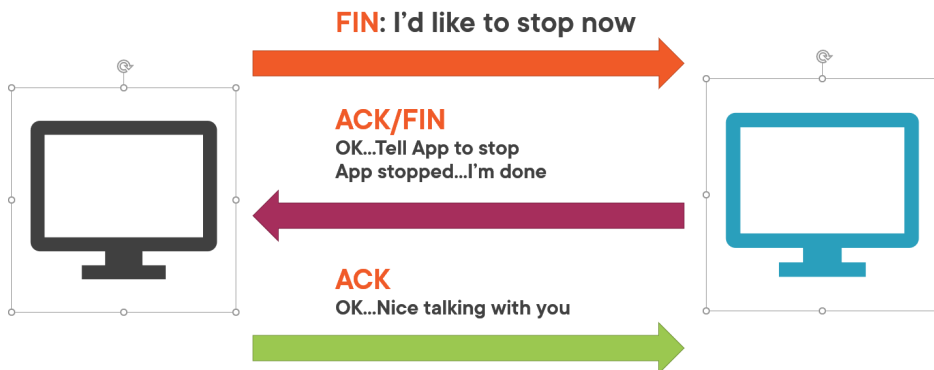 FIN: I'd like to stop now
ACK/FIN
OK...Tell App to stop
App stopped...I'm done
ACK
OK...Nice talking with you